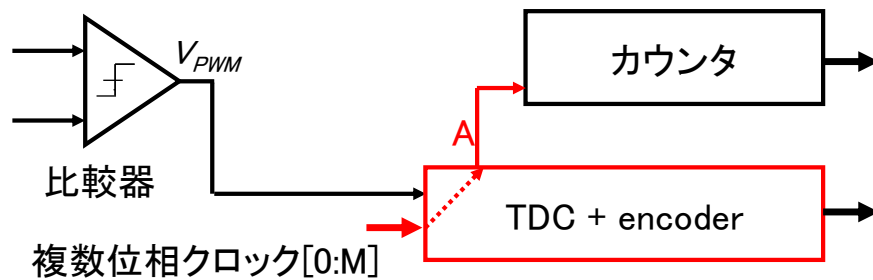 V_PWM
カウンタ
A
比較器
TDC + encoder
複数位相クロック[0:M]